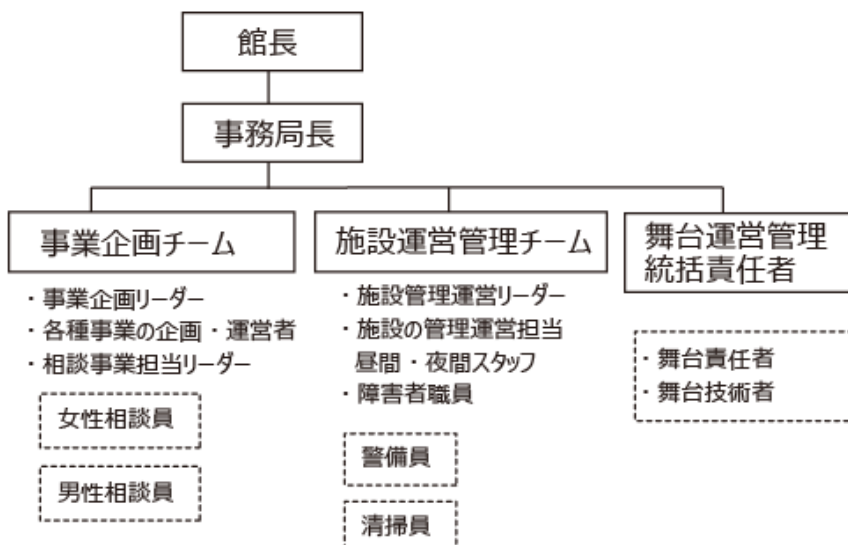 館長
事務局長
事業企画チーム
・事業企画リーダー
・各種事業の企画・運営者
・相談事業担当リーダー
女性相談員
男性相談員
施設運営管理チーム
・施設管理運営リーダー
・施設の管理運営担当
昼間・夜間スタッフ
・障害者職員
警備員
清掃員
舞台運営管理
統括責任者
・舞台責任者
・舞台技術者